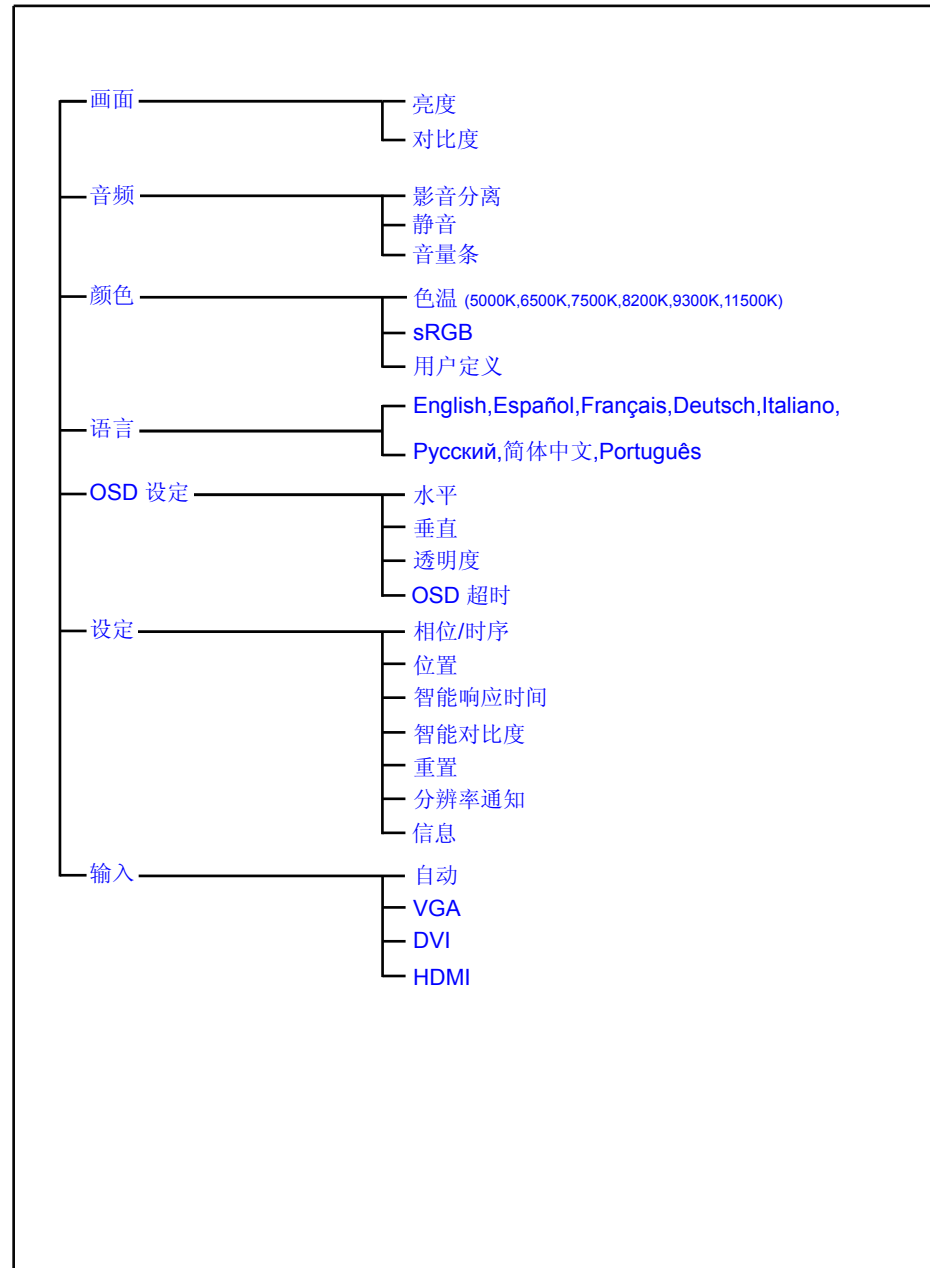 画面
亮度
对比度
音频
影音分离
静音
音量条
颜色
色温 (5000K,6500K,7500K,8200K,9300K,11500K)
sRGB
用户定义
语言
English,Español,Français,Deutsch,Italiano,
Русский,简体中文,Português
OSD 设定
水平
垂直
透明度
OSD 超时
设定
相位/时序
位置
智能响应时间
智能对比度
重置
分辨率通知
信息
输入
自动
VGA
DVI
HDMI